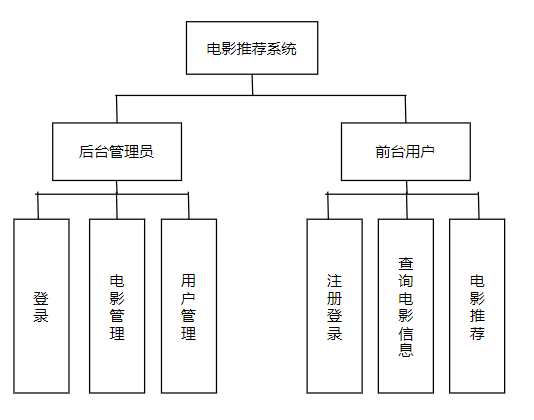 电影推荐系统
后台管理员
前台用户
登录
电影管理
用户管理
注册登录
查询电影信息
电影推荐